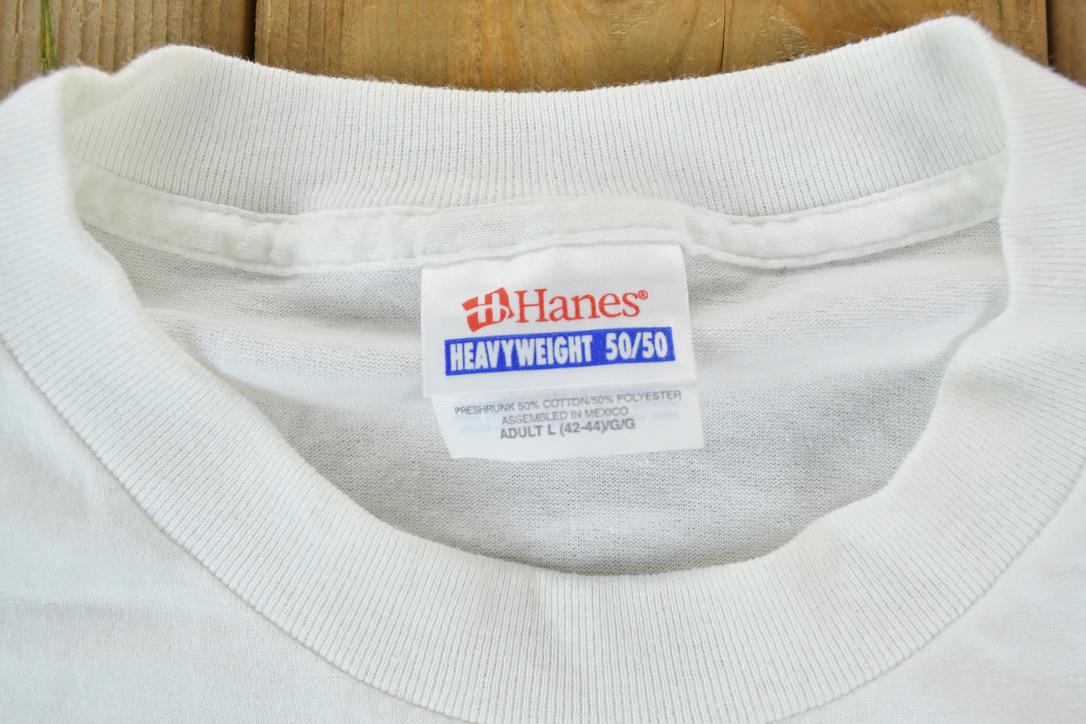 Hanes®
HEAVYWEIGHT 50/50
PRESHRUNK 50% COTTON/50% POLYESTER
ASSEMBLED IN MEXICO
ADULT L (42-44)/G/G